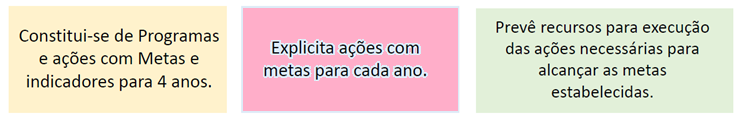 Constitui-se de Programas
e ações com Metas e
indicadores para 4 anos.
Explicita ações com
metas para cada ano.
Prevê recursos para execução
das ações necessárias para
alcançar as metas
estabelecidas.